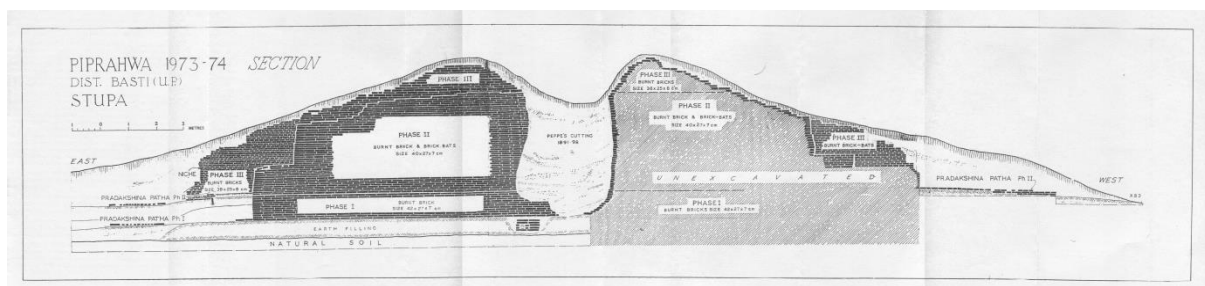 PIPRAHWA 1973-74 SECTION
DIST. BASTI (U.P.)
STUPA
METRES
EAST
NICHE
PHASE III
BURNT BRICKS
PRADAKSHINA PATHA Ph II
PRADAKSHINA PATHA Ph I
PHASE III
PHASE II
BURNT BRICK & BRICK-BATS
SIZE 40x27x7 cm
PHASE I
BURNT BRICK
SIZE 40x27x7 cm
EARTH FILLING
NATURAL SOIL
PEPPE'S CUTTING
PHASE III
BURNT BRICKS
PHASE II
BURNT BRICK & BRICK-BATS
SIZE 40x27x7 cm
UNEXCAVATED
PHASE I
BURNT BRICKS SIZE 40x27x7 cm
PHASE III
BURNT BRICK-BATS
PRADAKSHINA PATHA Ph II
WEST